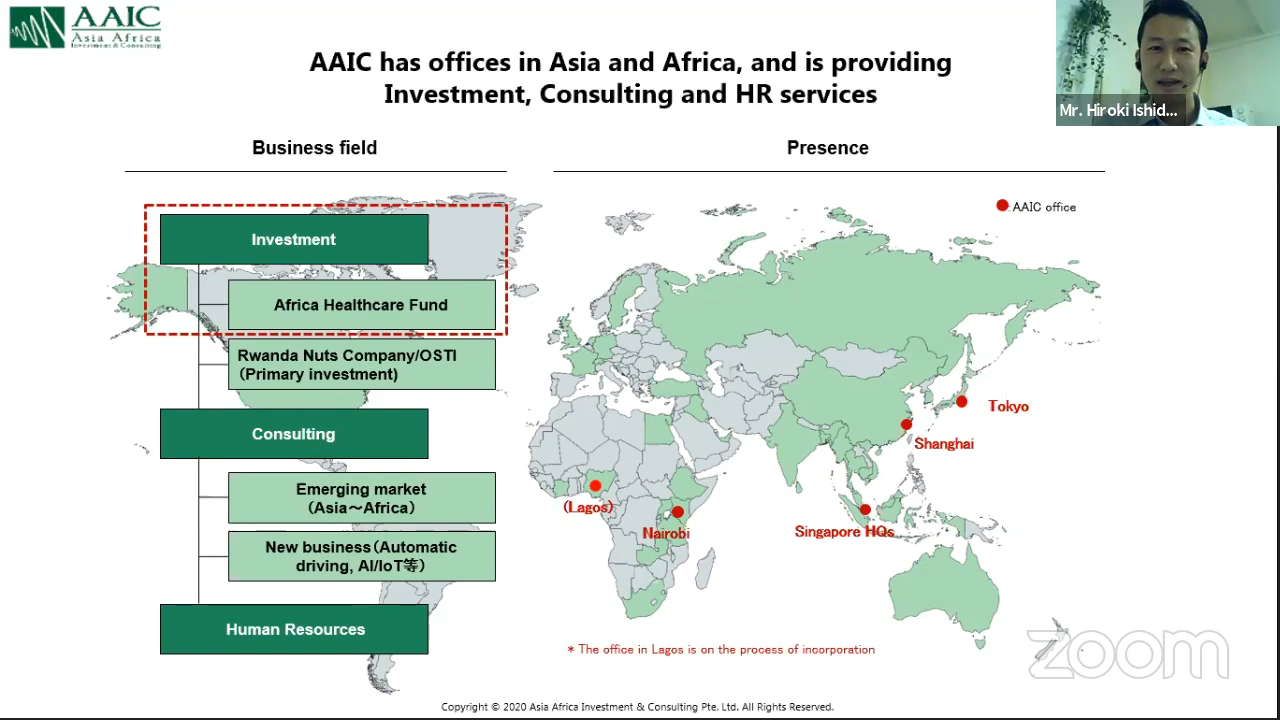 AAIC
Asia Africa
Investment & Consulting
AAIC has offices in Asia and Africa, and is providing
Investment, Consulting and HR services
Mr. Hiroki Ishid...
Business field
Presence
AAIC office
Investment
Africa Healthcare Fund
Rwanda Nuts Company/OSTI
(Primary investment)
Consulting
Emerging market
(Asia～Africa)
New business(Automatic
driving, AI/IoT等)
Human Resources
Tokyo
Shanghai
(Lagos)
Nairobi
Singapore HQs
* The office in Lagos is on the process of incorporation
zoom
Copyright © 2020 Asia Africa Investment & Consulting Pte. Ltd. All Rights Reserved.